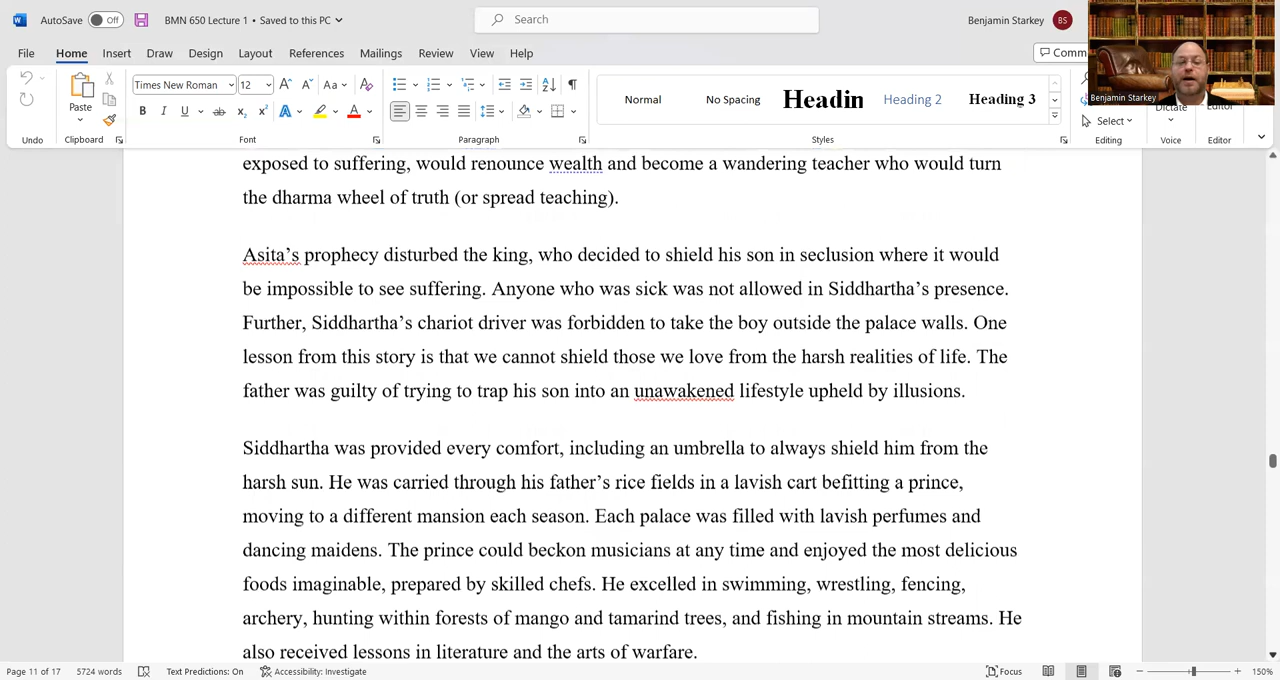 AutoSave Off BMN 650 Lecture 1 • Saved to this PC Search Benjamin Starkey BS
File Home Insert Draw Design Layout References Mailings Review View Help Comm
Times New Roman 12 Aa
Paste
B I U ab x₂ x² A A
Normal No Spacing Headin Heading 2 Heading 3
Select Dictate Editor
Undo Clipboard Font Paragraph Styles Editing Voice Editor
Benjamin Starkey
exposed to suffering, would renounce wealth and become a wandering teacher who would turn
the dharma wheel of truth (or spread teaching).
Asita’s prophecy disturbed the king, who decided to shield his son in seclusion where it would
be impossible to see suffering. Anyone who was sick was not allowed in Siddhartha’s presence.
Further, Siddhartha’s chariot driver was forbidden to take the boy outside the palace walls. One
lesson from this story is that we cannot shield those we love from the harsh realities of life. The
father was guilty of trying to trap his son into an unawakened lifestyle upheld by illusions.
Siddhartha was provided every comfort, including an umbrella to always shield him from the
harsh sun. He was carried through his father’s rice fields in a lavish cart befitting a prince,
moving to a different mansion each season. Each palace was filled with lavish perfumes and
dancing maidens. The prince could beckon musicians at any time and enjoyed the most delicious
foods imaginable, prepared by skilled chefs. He excelled in swimming, wrestling, fencing,
archery, hunting within forests of mango and tamarind trees, and fishing in mountain streams. He
also received lessons in literature and the arts of warfare.
Page 11 of 17 5724 words Text Predictions: On Accessibility: Investigate Focus 150%